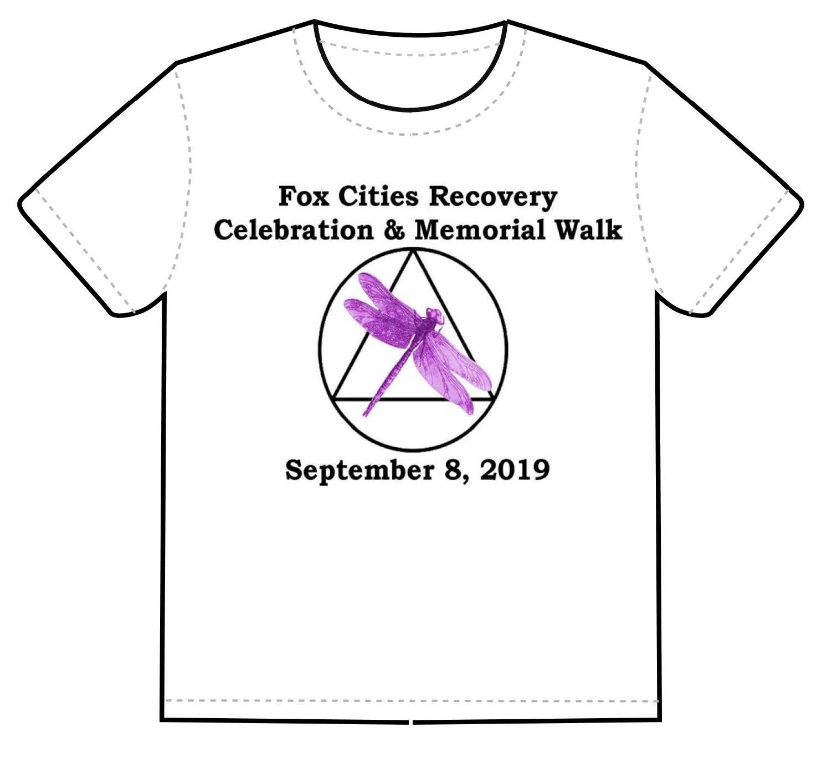 Fox Cities Recovery
Celebration & Memorial Walk
September 8, 2019